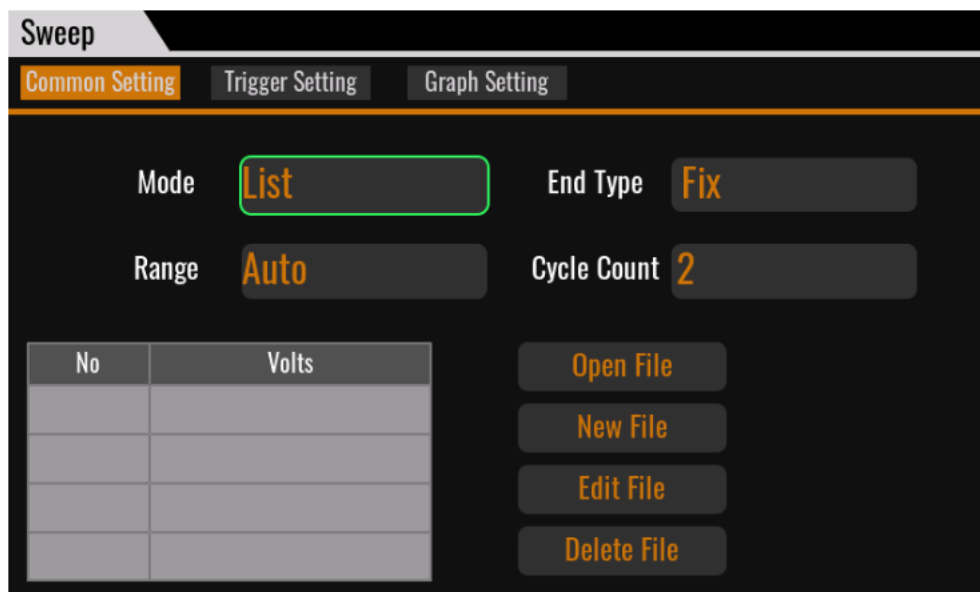 Sweep
Common Setting Trigger Setting Graph Setting
Mode List End Type Fix
Range Auto Cycle Count 2
No Volts
Open File
New File
Edit File
Delete File